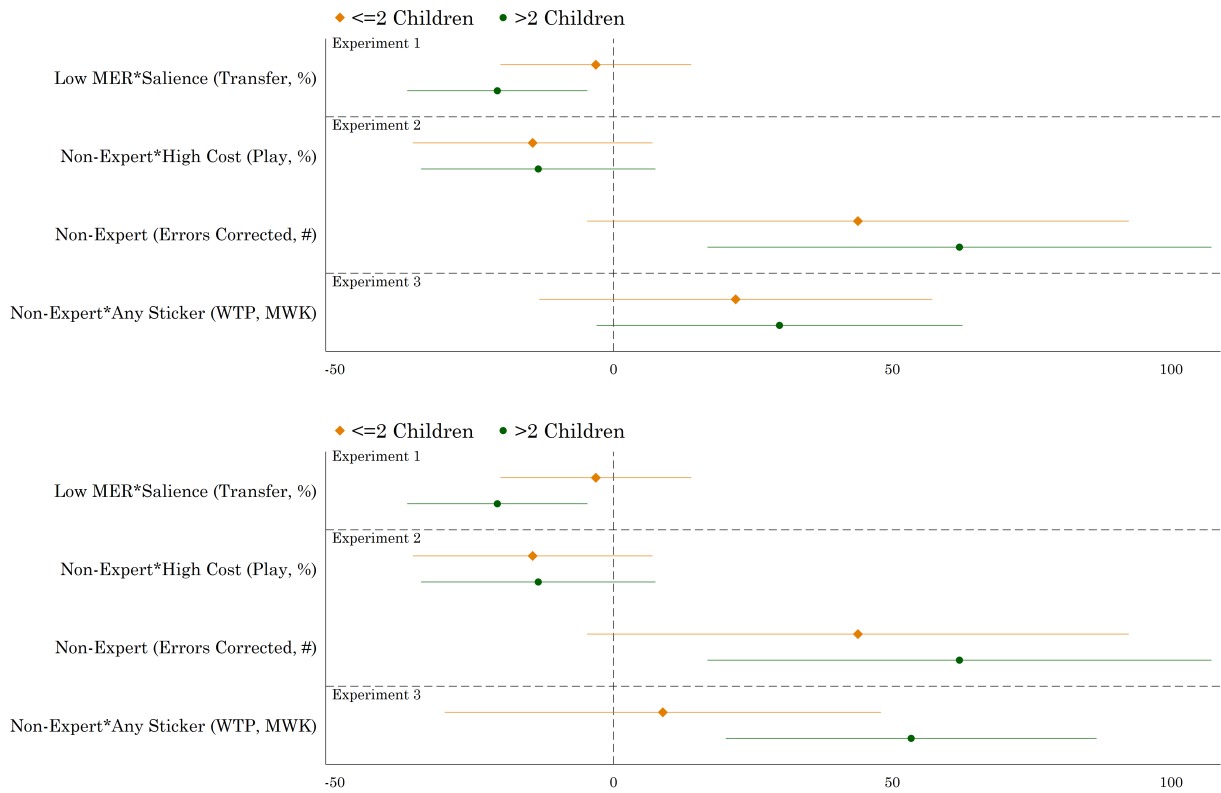 <=2 Children >2 Children
Experiment 1
Low MER*Salience (Transfer, %)
Experiment 2
Non-Expert*High Cost (Play, %)
Non-Expert (Errors Corrected, #)
Experiment 3
Non-Expert*Any Sticker (WTP, MWK)
-50 0 50 100
<=2 Children >2 Children
Experiment 1
Low MER*Salience (Transfer, %)
Experiment 2
Non-Expert*High Cost (Play, %)
Non-Expert (Errors Corrected, #)
Experiment 3
Non-Expert*Any Sticker (WTP, MWK)
-50 0 50 100